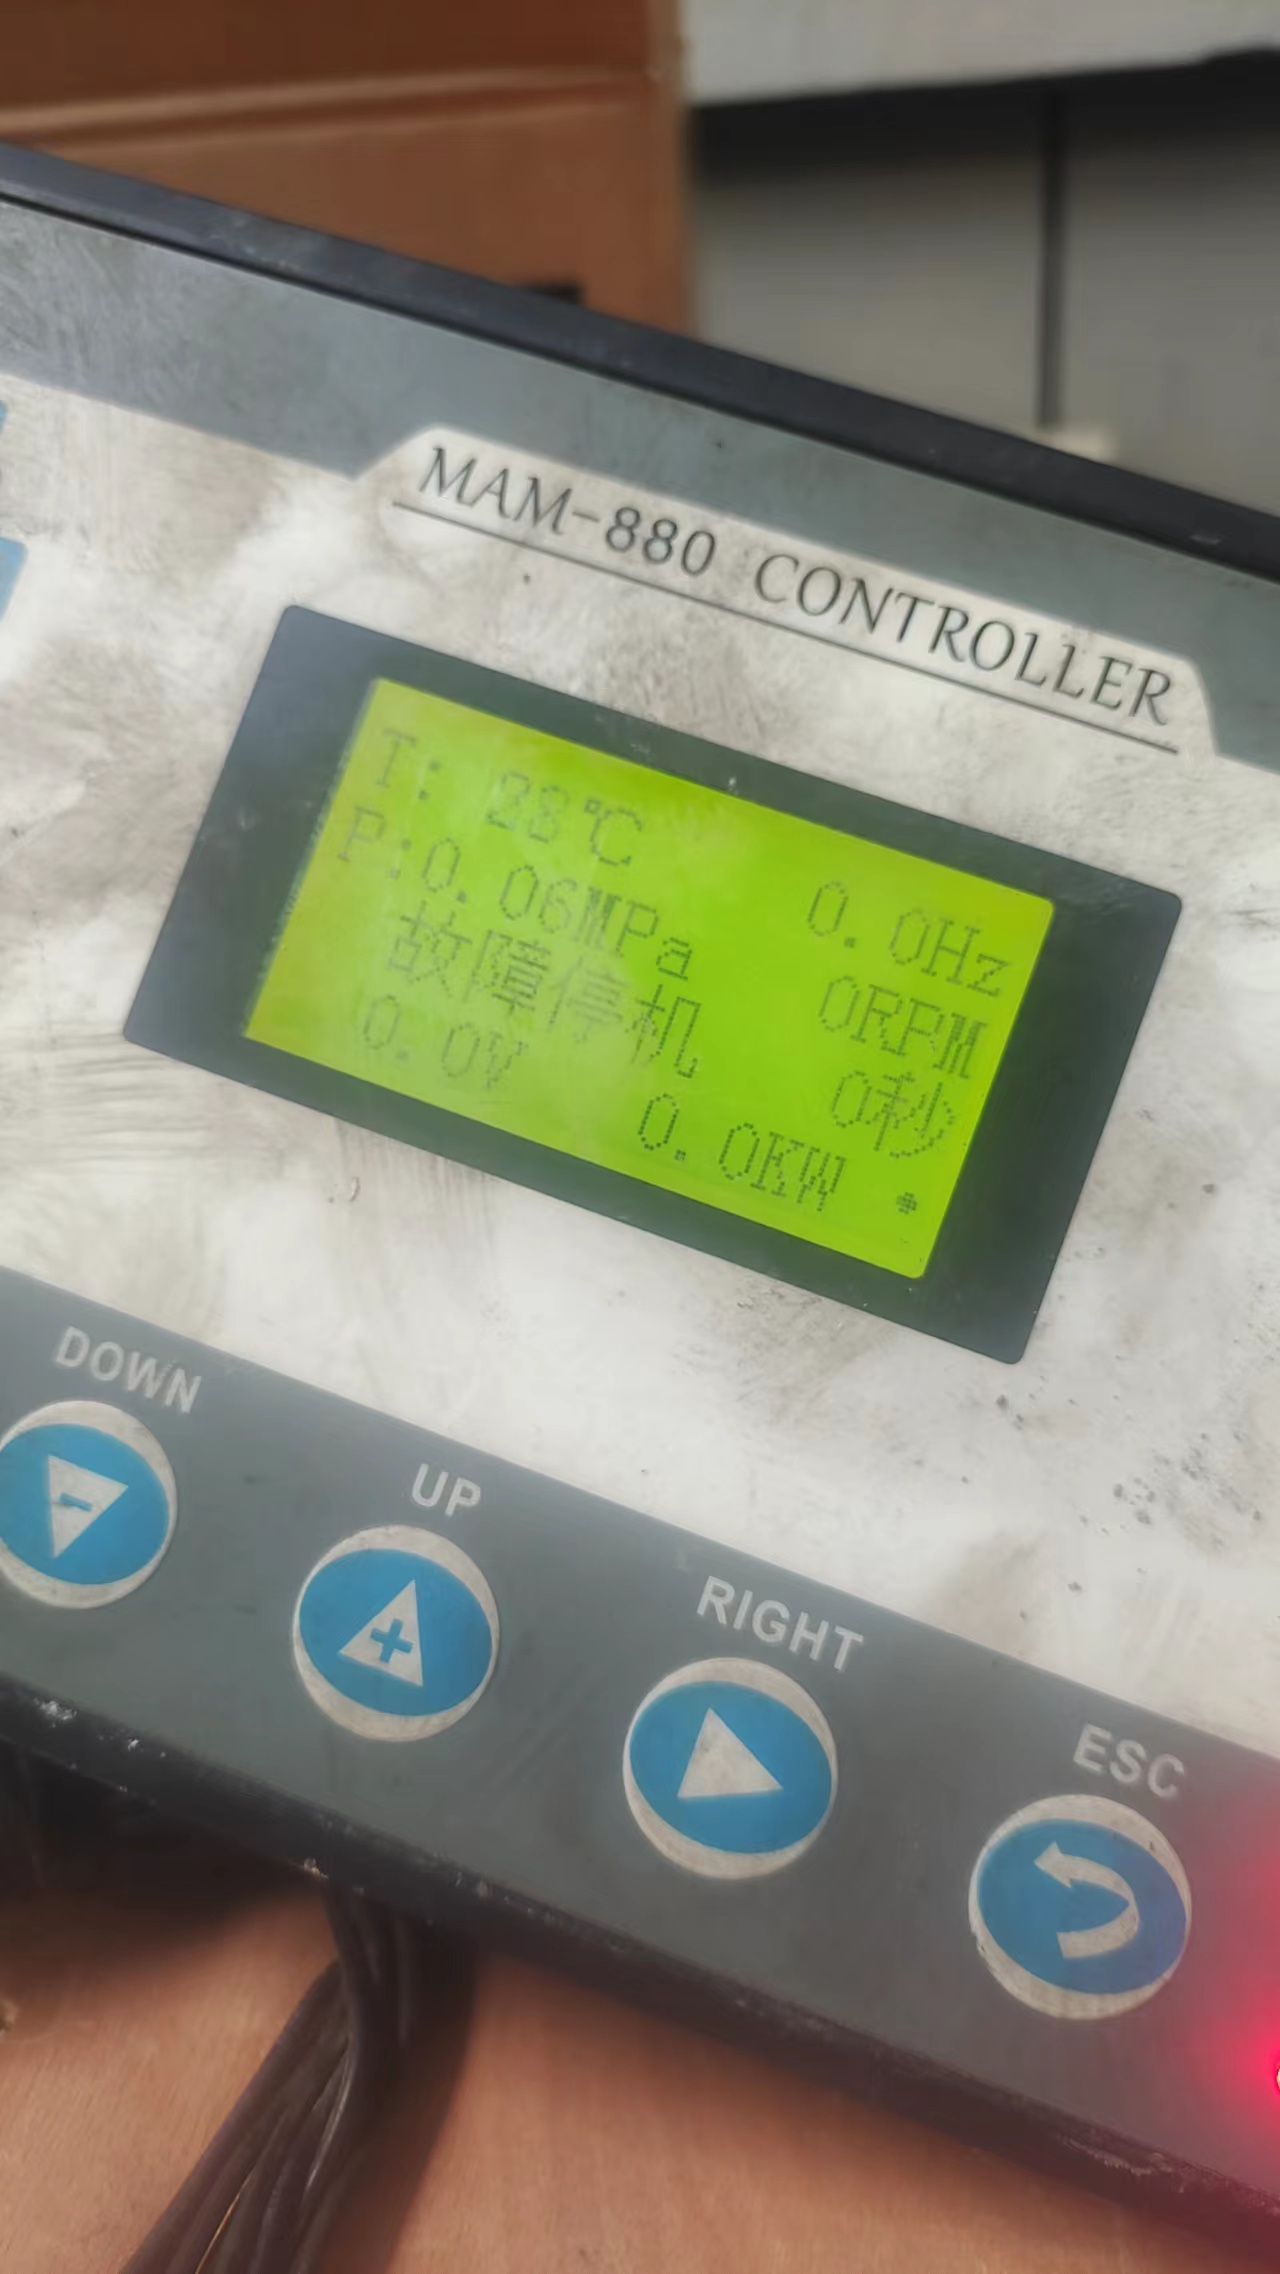 MAM-880 CONTROLLER
T: 28℃ 0.0Hz
P:0.06MPa 0RPM
故障停机 0秒
0.0V 0.0KW
DOWN
UP
RIGHT
ESC